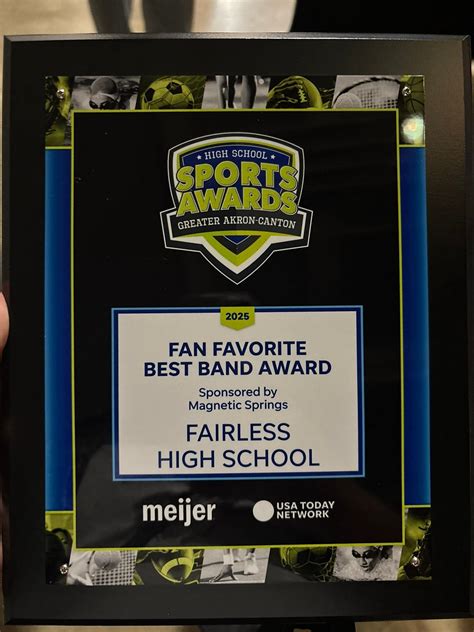 HIGH SCHOOL
SPORTS
AWARDS
GREATER AKRON-CANTON
2025
FAN FAVORITE
BEST BAND AWARD
Sponsored by
Magnetic Springs
FAIRLESS
HIGH SCHOOL
meijer
USA TODAY
NETWORK